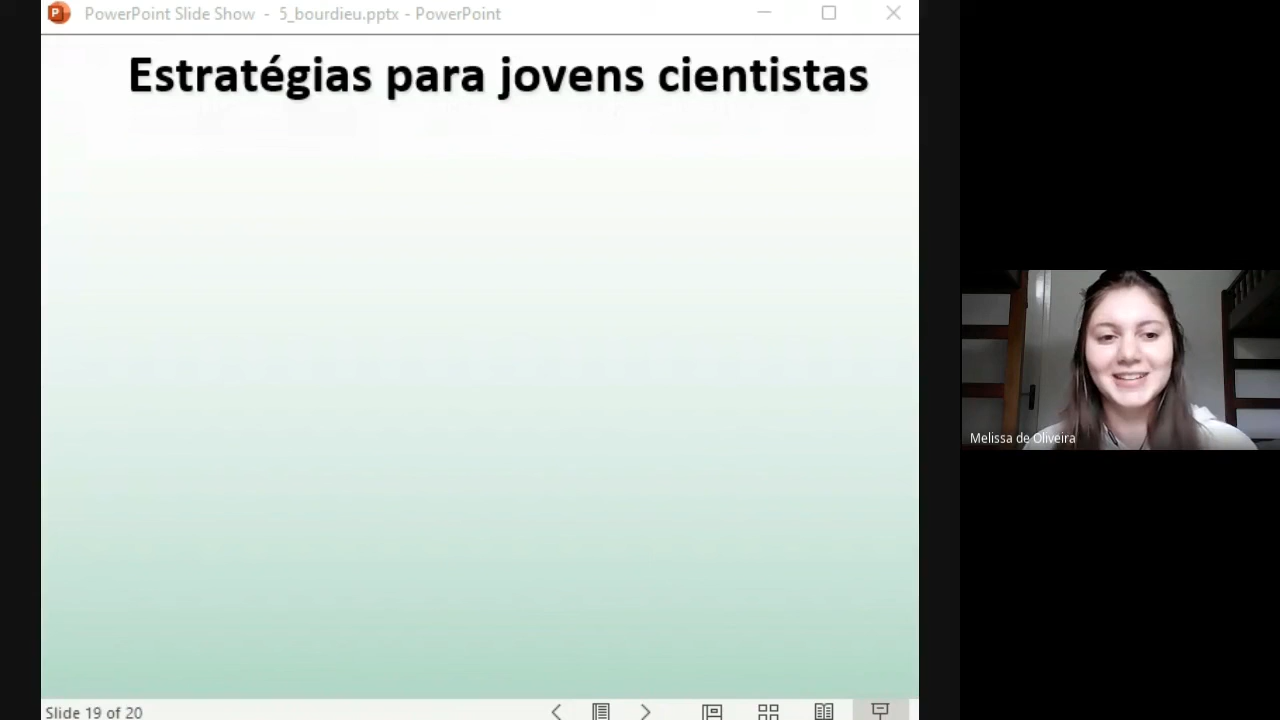 PowerPoint Slide Show - 5_bourdieu.pptx - PowerPoint
Estratégias para jovens cientistas
Melissa de Oliveira
Slide 19 of 20